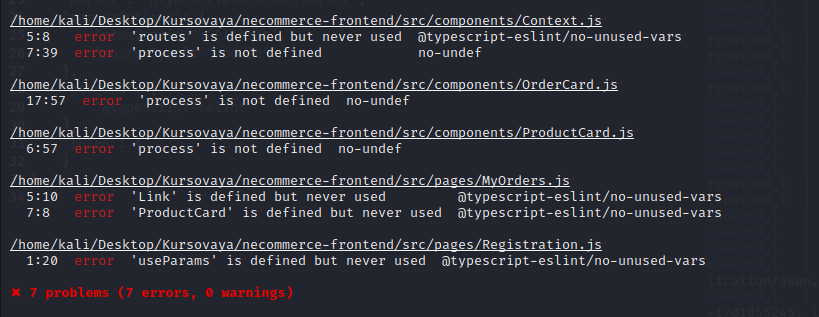 /home/kali/Desktop/Kursovaya/necommerce-frontend/src/components/Context.js
5:8 error 'routes' is defined but never used @typescript-eslint/no-unused-vars
7:39 error 'process' is not defined no-undef
/home/kali/Desktop/Kursovaya/necommerce-frontend/src/components/OrderCard.js
17:57 error 'process' is not defined no-undef
/home/kali/Desktop/Kursovaya/necommerce-frontend/src/components/ProductCard.js
6:57 error 'process' is not defined no-undef
/home/kali/Desktop/Kursovaya/necommerce-frontend/src/pages/MyOrders.js
5:10 error 'Link' is defined but never used @typescript-eslint/no-unused-vars
7:8 error 'ProductCard' is defined but never used @typescript-eslint/no-unused-vars
/home/kali/Desktop/Kursovaya/necommerce-frontend/src/pages/Registration.js
1:20 error 'useParams' is defined but never used @typescript-eslint/no-unused-vars
✖ 7 problems (7 errors, 0 warnings)